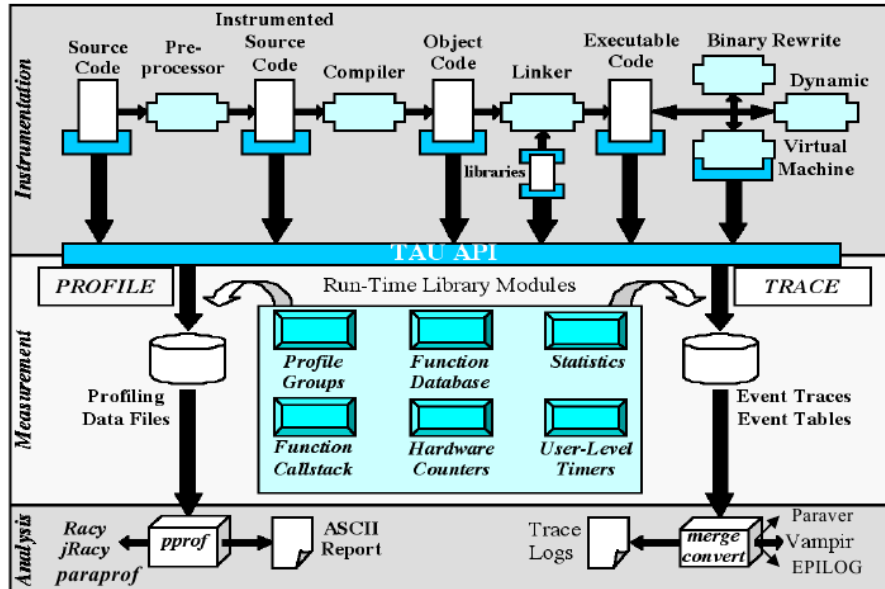 Instrumentation
Source
Code
Pre-
processor
Instrumented
Source
Code
Compiler
Object
Code
Linker
libraries
Executable
Code
Binary Rewrite
Dynamic
Virtual
Machine
TAU API
Measurement
PROFILE
Run-Time Library Modules
TRACE
Profiling
Data Files
Profile
Groups
Function
Database
Statistics
Function
Callstack
Hardware
Counters
User-Level
Timers
Event Traces
Event Tables
Analysis
Racy
jRacy
paraprof
pprof
ASCII
Report
Trace
Logs
merge
convert
Paraver
Vampir
EPILOG